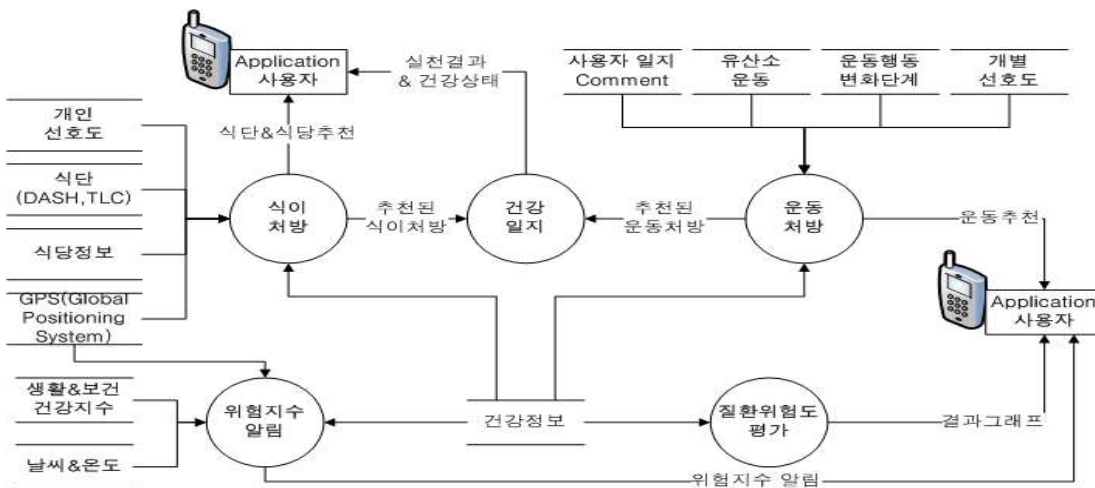 Application
사용자
실천결과
& 건강상태
사용자 일지
Comment
유산소
운동
운동행동
변화단계
개별
선호도
개인
선호도
식단&식당추천
식단
(DASH,TLC)
식이
처방
추천된
식이처방
건강
일지
추천된
운동처방
운동
처방
운동추천
식당정보
GPS(Global
Positioning
System)
Application
사용자
생활&보건
건강지수
위험지수
알림
건강정보
질환위험도
평가
결과그래프
날씨&온도
위험지수 알림